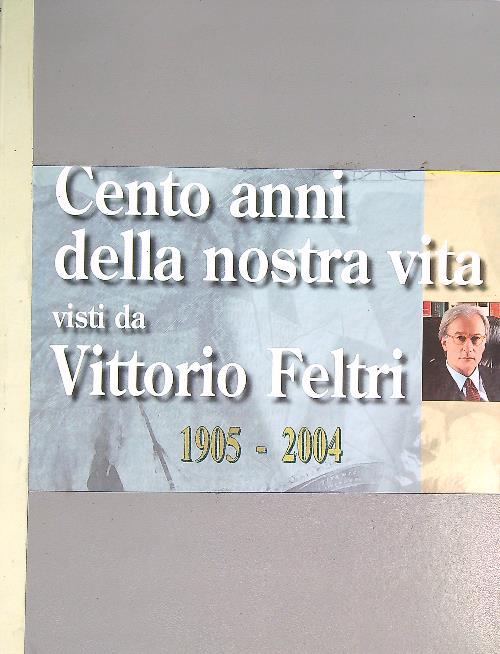 Cento anni
della nostra vita
visti da
Vittorio Feltri
1905 - 2004